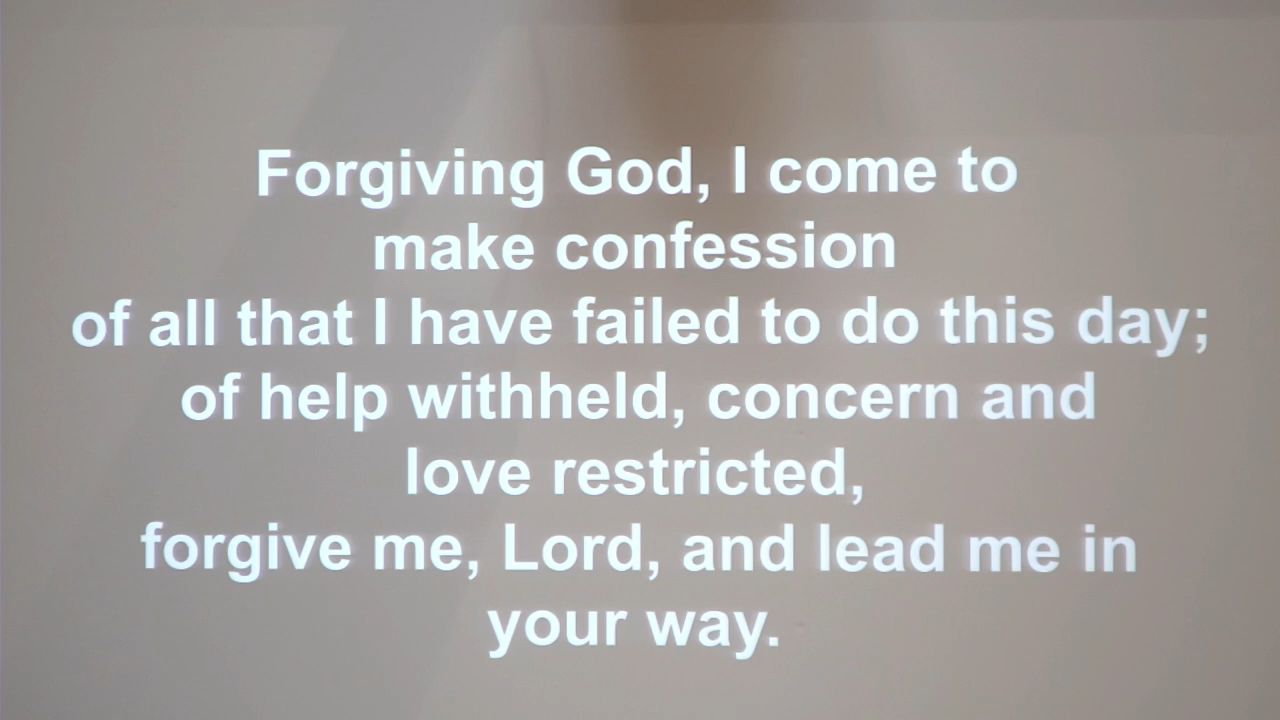 Forgiving God, I come to
make confession
of all that I have failed to do this day;
of help withheld, concern and
love restricted,
forgive me, Lord, and lead me in
your way.